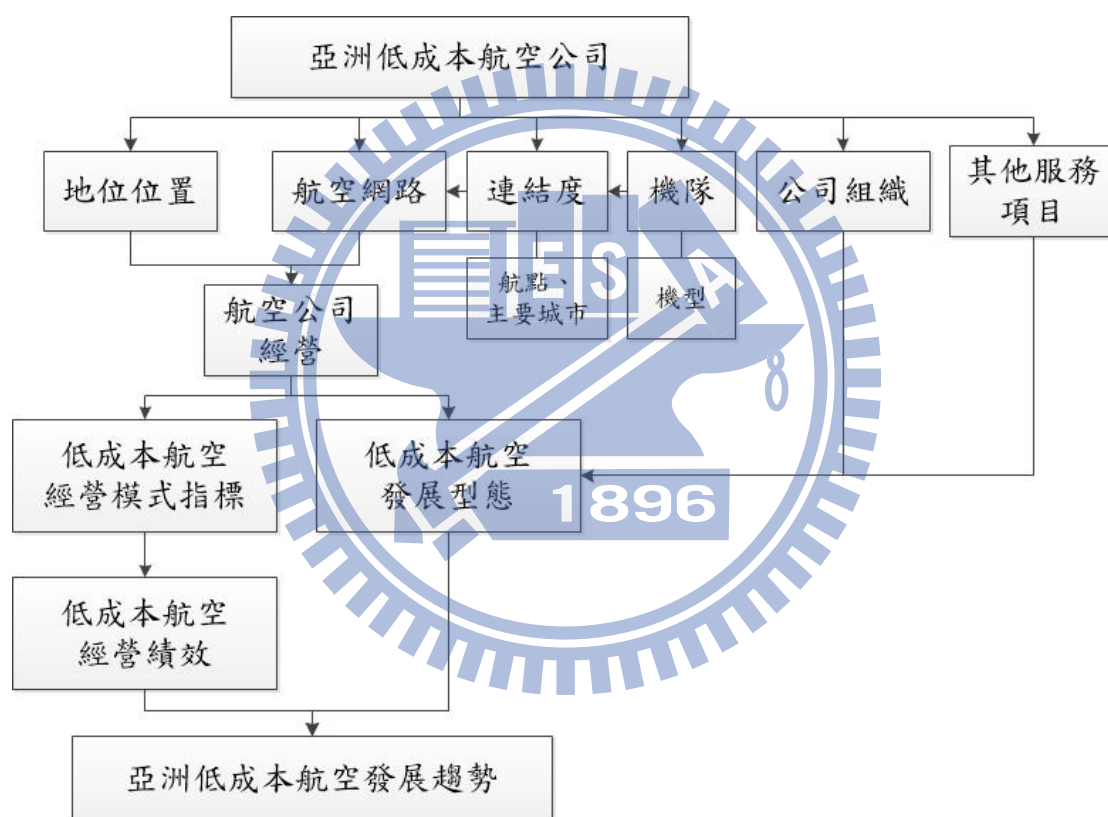 亞洲低成本航空公司
地位位置
航空網路
連結度
機隊
公司組織
其他服務
項目
航點、
主要城市
機型
航空公司
經營
低成本航空
經營模式指標
低成本航空
發展型態
低成本航空
經營績效
亞洲低成本航空發展趨勢
ESA
8
1896